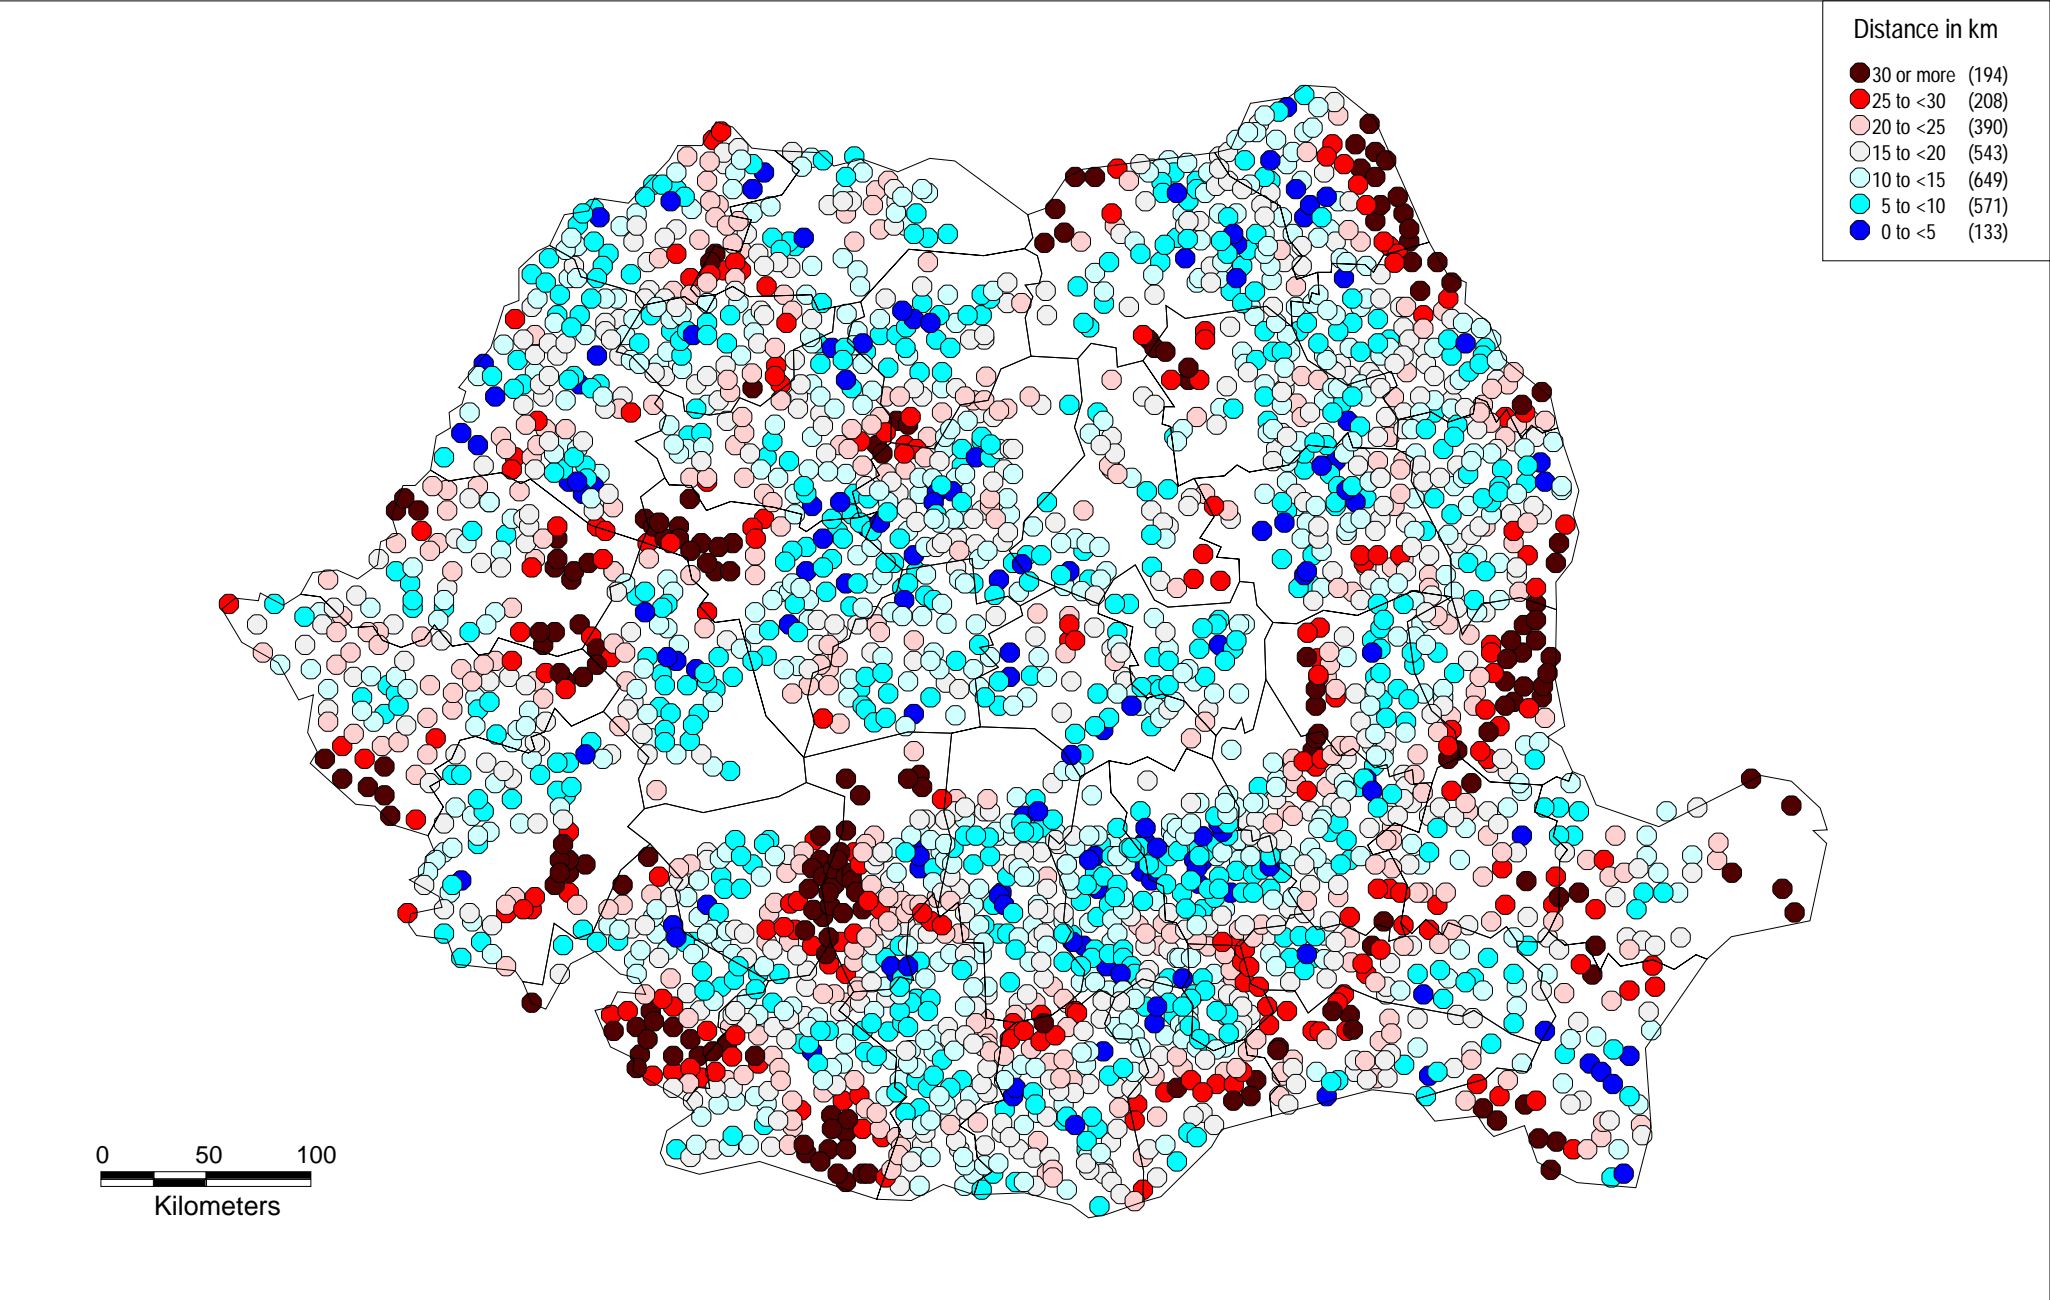 Distance in km
30 or more (194)
25 to <30 (208)
20 to <25 (390)
15 to <20 (543)
10 to <15 (649)
5 to <10 (571)
0 to <5 (133)
0 50 100
Kilometers